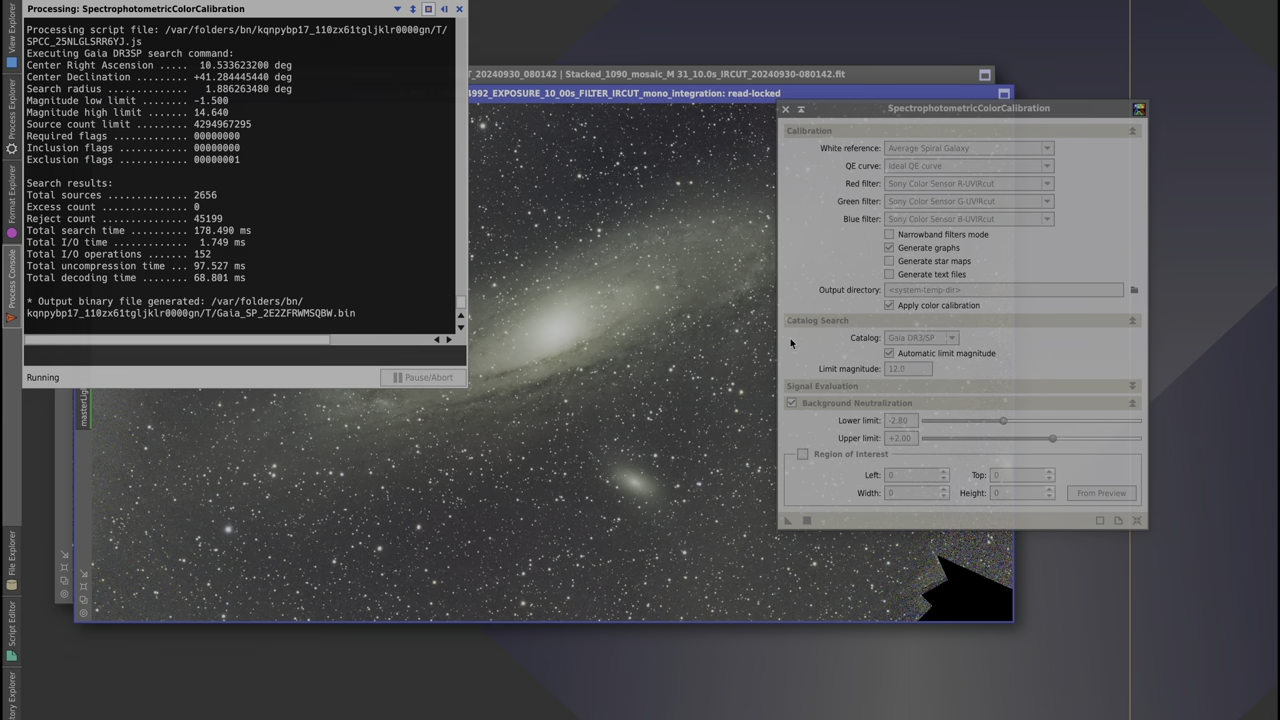 Processing: SpectrophotometricColorCalibration
Processing script file: /var/folders/bn/kqnpybp17_110zx61tgljklr0000gn/T/
SPCC_25NLGLSRR6YJ.js
Executing Gaia DR3SP search command:
Center Right Ascension ..... 10.533623200 deg
Center Declination ......... +41.284445440 deg
Search radius .............. 1.886263480 deg
Magnitude low limit ........ -1.500
Magnitude high limit ....... 14.640
Source count limit ......... 4294967295
Required flags ............. 00000000
Inclusion flags ............ 00000000
Exclusion flags ............ 00000001
Search results:
Total sources .............. 2656
Excess count ............... 0
Reject count ............... 45199
Total search time .......... 178.490 ms
Total I/O time ............. 1.749 ms
Total I/O operations ....... 152
Total uncompression time ... 97.527 ms
Total decoding time ........ 68.801 ms
* Output binary file generated: /var/folders/bn/
kqnpybp17_110zx61tgljklr0000gn/T/Gaia_SP_2E2ZFRWMSQBW.bin
Running
Pause/Abort
View Explorer
Process Explorer
Format Explorer
Process Console
File Explorer
Script Editor
T_20240930_080142 | Stacked_1090_mosaic_M 31_10.0s_IRCUT_20240930-080142.fit
4992_EXPOSURE_10_00s_FILTER_IRCUT_mono_integration: read-locked
SpectrophotometricColorCalibration
Calibration
White reference: Average Spiral Galaxy
QE curve: Ideal QE curve
Red filter: Sony Color Sensor R-UVIRcut
Green filter: Sony Color Sensor G-UVIRcut
Blue filter: Sony Color Sensor B-UVIRcut
Narrowband filters mode
Generate graphs
Generate star maps
Generate text files
Output directory: <system-temp-dir>
Apply color calibration
Catalog Search
Catalog: Gaia DR3/SP
Automatic limit magnitude
Limit magnitude: 12.0
Signal Evaluation
Background Neutralization
Lower limit: -2.80
Upper limit: +2.00
Region of Interest
Left: 0 Top: 0
Width: 0 Height: 0 From Preview